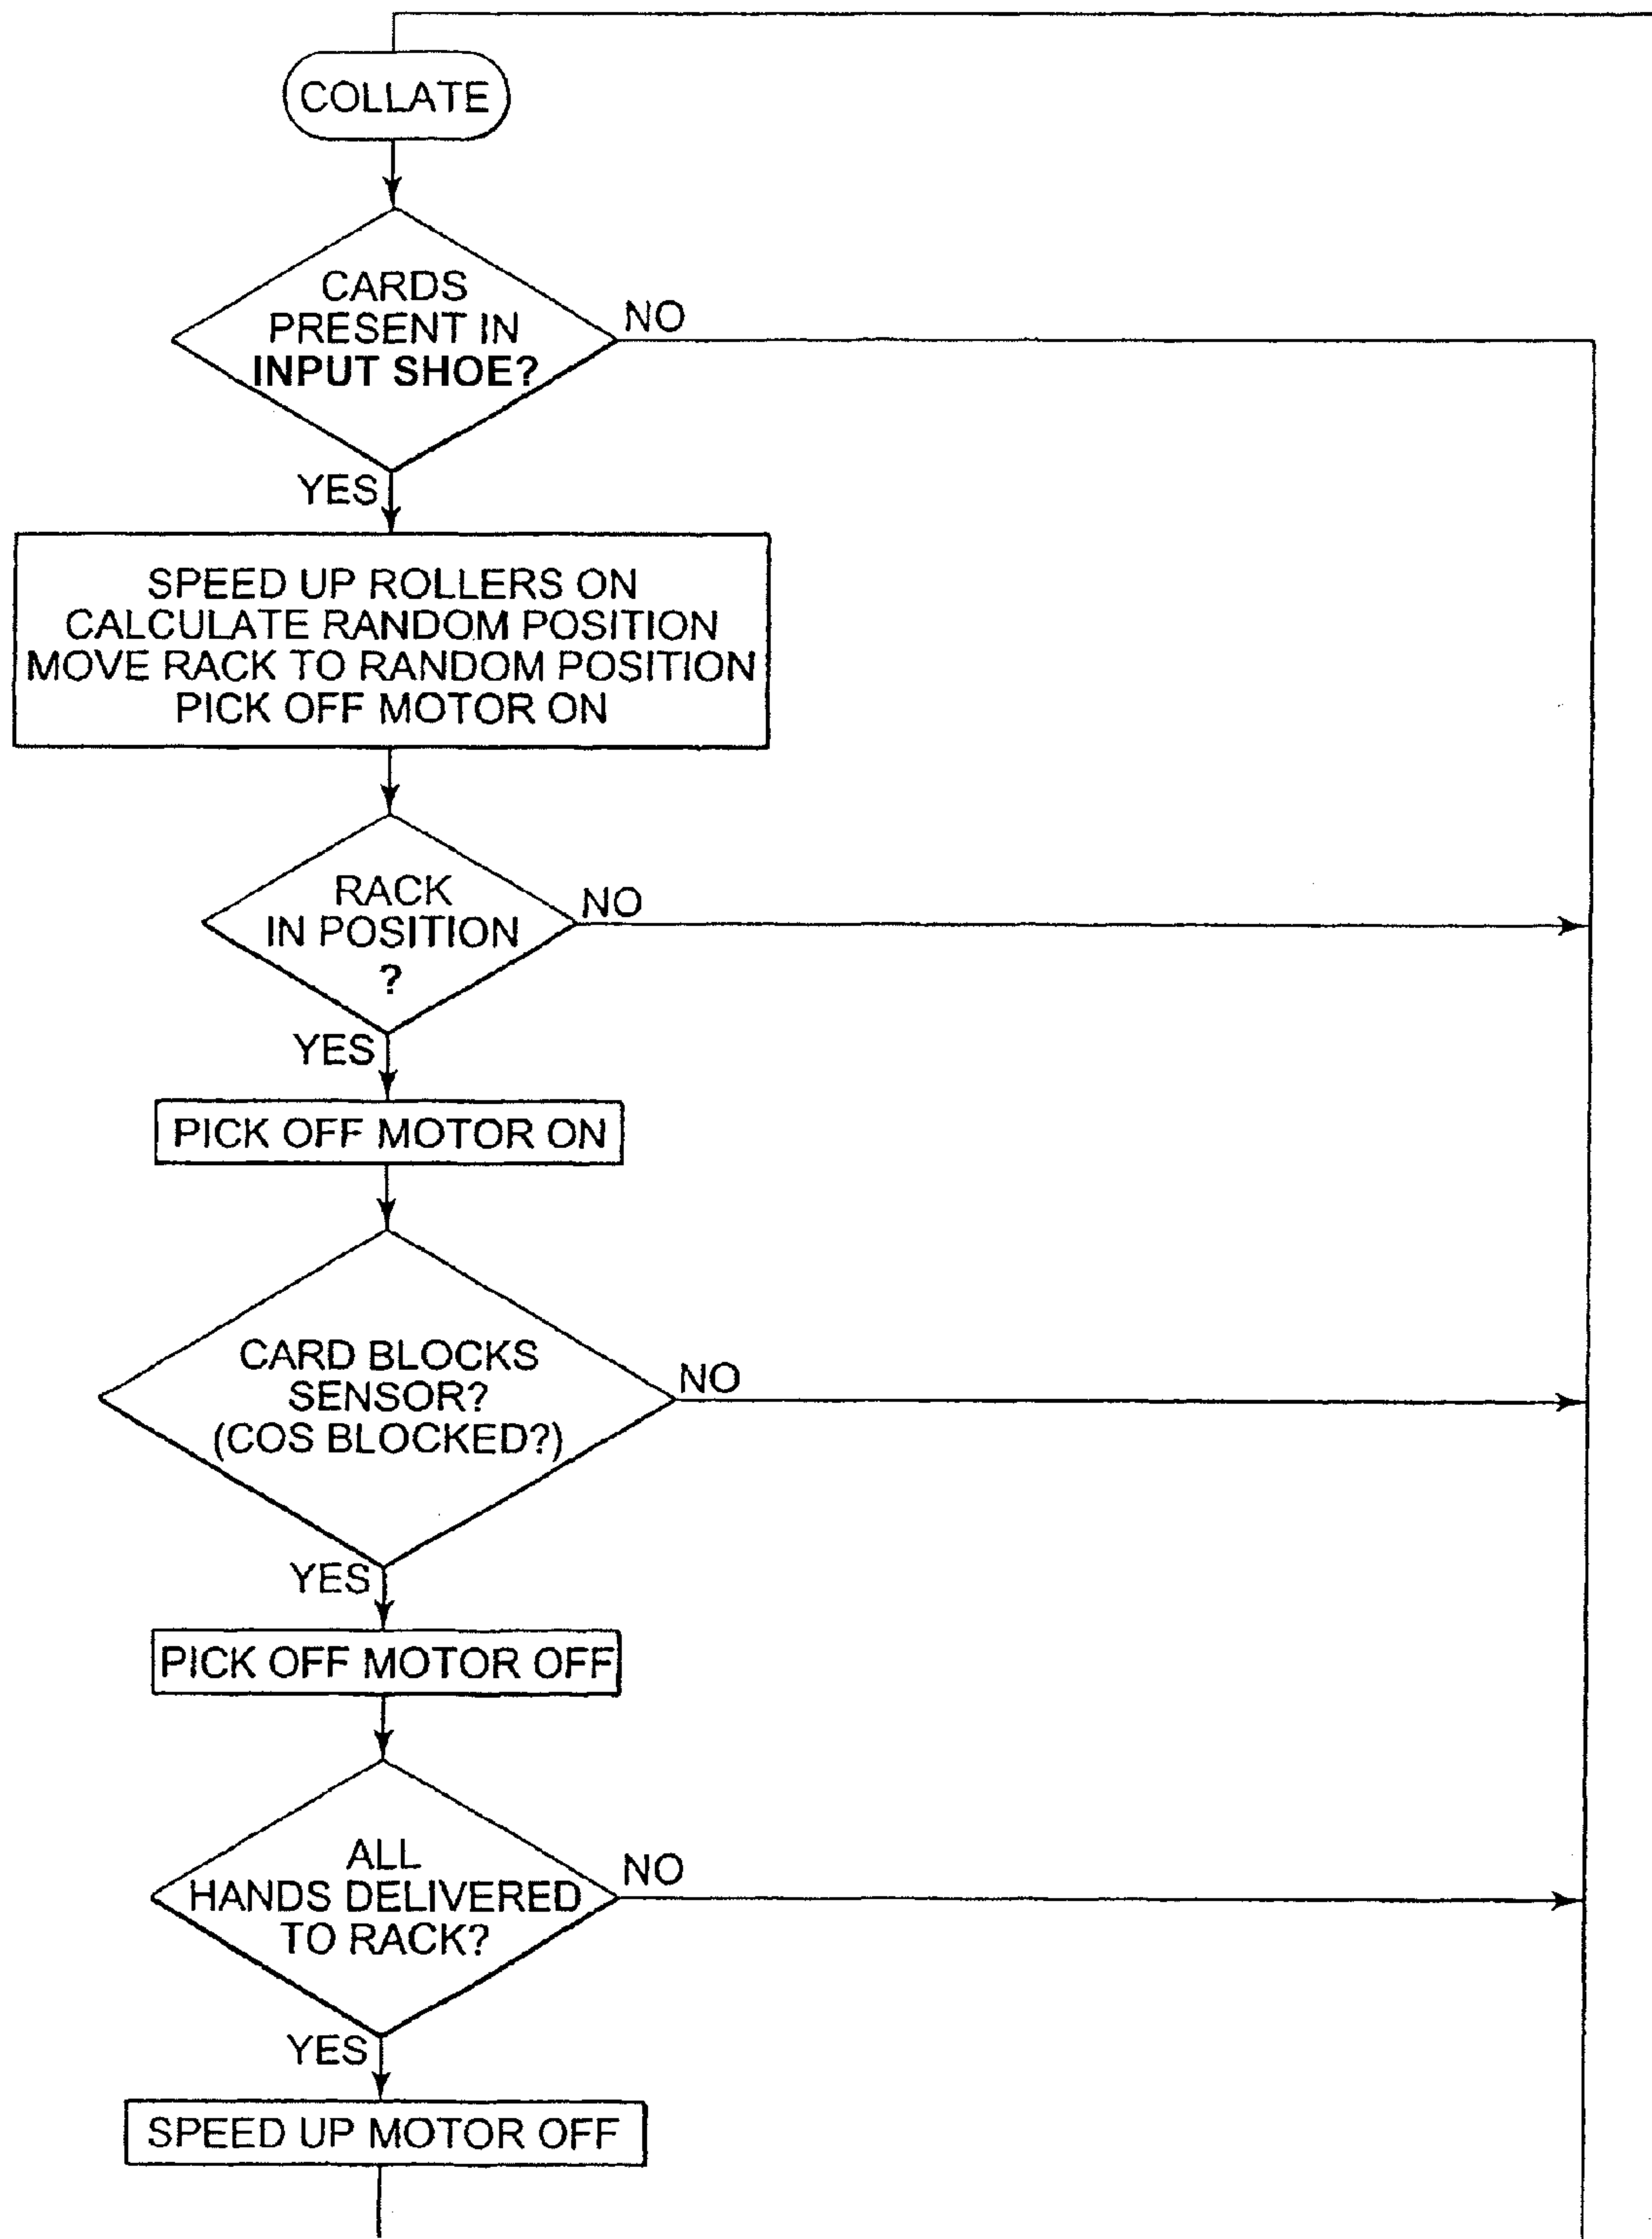 COLLATE
CARDS
PRESENT IN
INPUT SHOE?
NO
YES
SPEED UP ROLLERS ON
CALCULATE RANDOM POSITION
MOVE RACK TO RANDOM POSITION
PICK OFF MOTOR ON
RACK
IN POSITION
?
NO
YES
PICK OFF MOTOR ON
CARD BLOCKS
SENSOR?
(COS BLOCKED?)
NO
YES
PICK OFF MOTOR OFF
ALL
HANDS DELIVERED
TO RACK?
NO
YES
SPEED UP MOTOR OFF